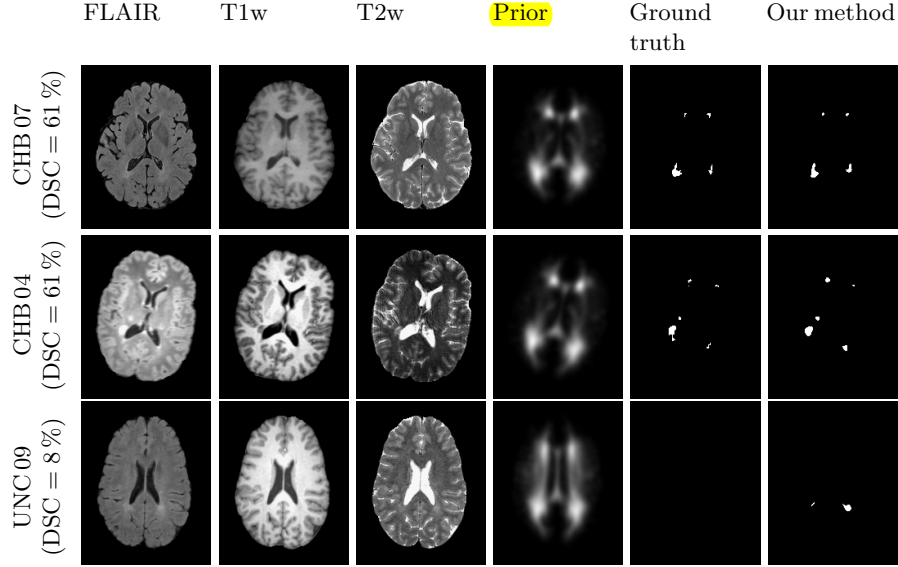 FLAIR T1w T2w Prior Ground truth Our method
CHB 07
(DSC = 61 %)
CHB 04
(DSC = 61 %)
UNC 09
(DSC = 8 %)